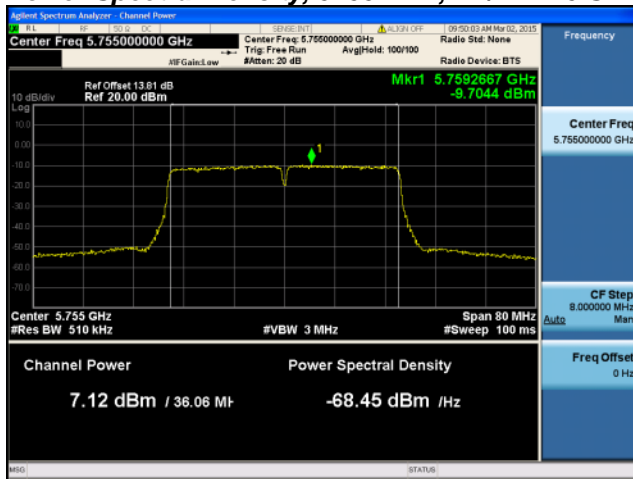 Agilent Spectrum Analyzer - Channel Power
RL RF 50 Ω DC SENSE:INT ALIGN OFF 09:50:03 AM Mar 02, 2015
Center Freq 5.755000000 GHz
Center Freq: 5.755000000 GHz
Radio Std: None
Trig: Free Run Avg|Hold: 100/100
#IFGain:Low #Atten: 20 dB Radio Device: BTS
Frequency
Ref Offset 13.81 dB
10 dB/div Ref 20.00 dBm
Mkr1 5.7592667 GHz
-9.7044 dBm
Log
10.0
0.00
-10.0
-20.0
-30.0
-40.0
-50.0
-60.0
-70.0
1
Center 5.755 GHz Span 80 MHz
#Res BW 510 kHz #VBW 3 MHz #Sweep 100 ms
Channel Power
7.12 dBm / 36.06 MH
Power Spectral Density
-68.45 dBm /Hz
Center Freq
5.755000000 GHz
CF Step
8.000000 MHz
Auto Man
Freq Offset
0 Hz
MSG STATUS